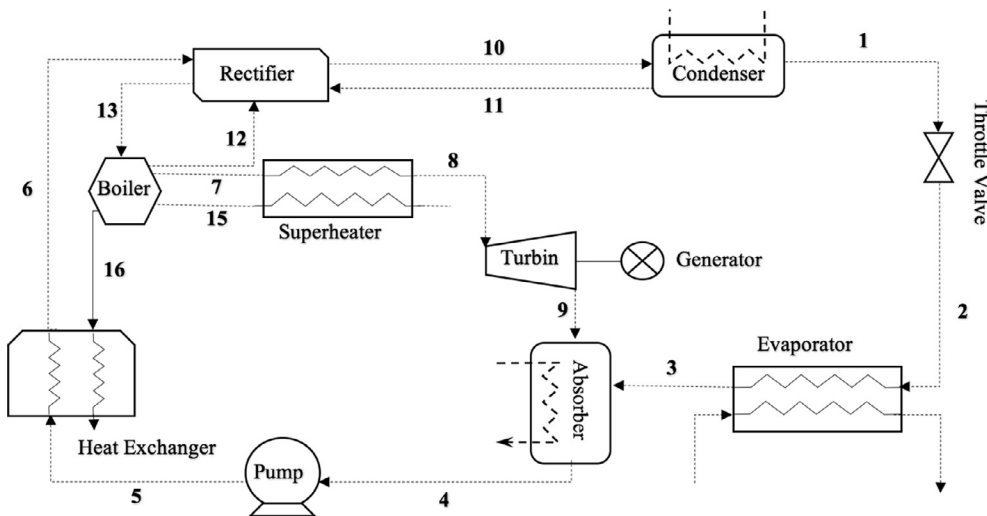 10
1
Rectifier
Condenser
11
13
12
Throttle Valve
8
6
Boiler
7
15
Superheater
Turbin
Generator
16
9
2
Evaporator
3
Absorber
Heat Exchanger
Pump
5
4